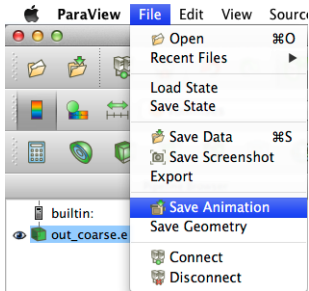 ParaView File Edit View Sourc
Open ⌘O
Recent Files ▶
Load State
Save State
Save Data ⌘S
Save Screenshot
Export
Save Animation
Save Geometry
builtin:
out_coarse.e
Connect
Disconnect